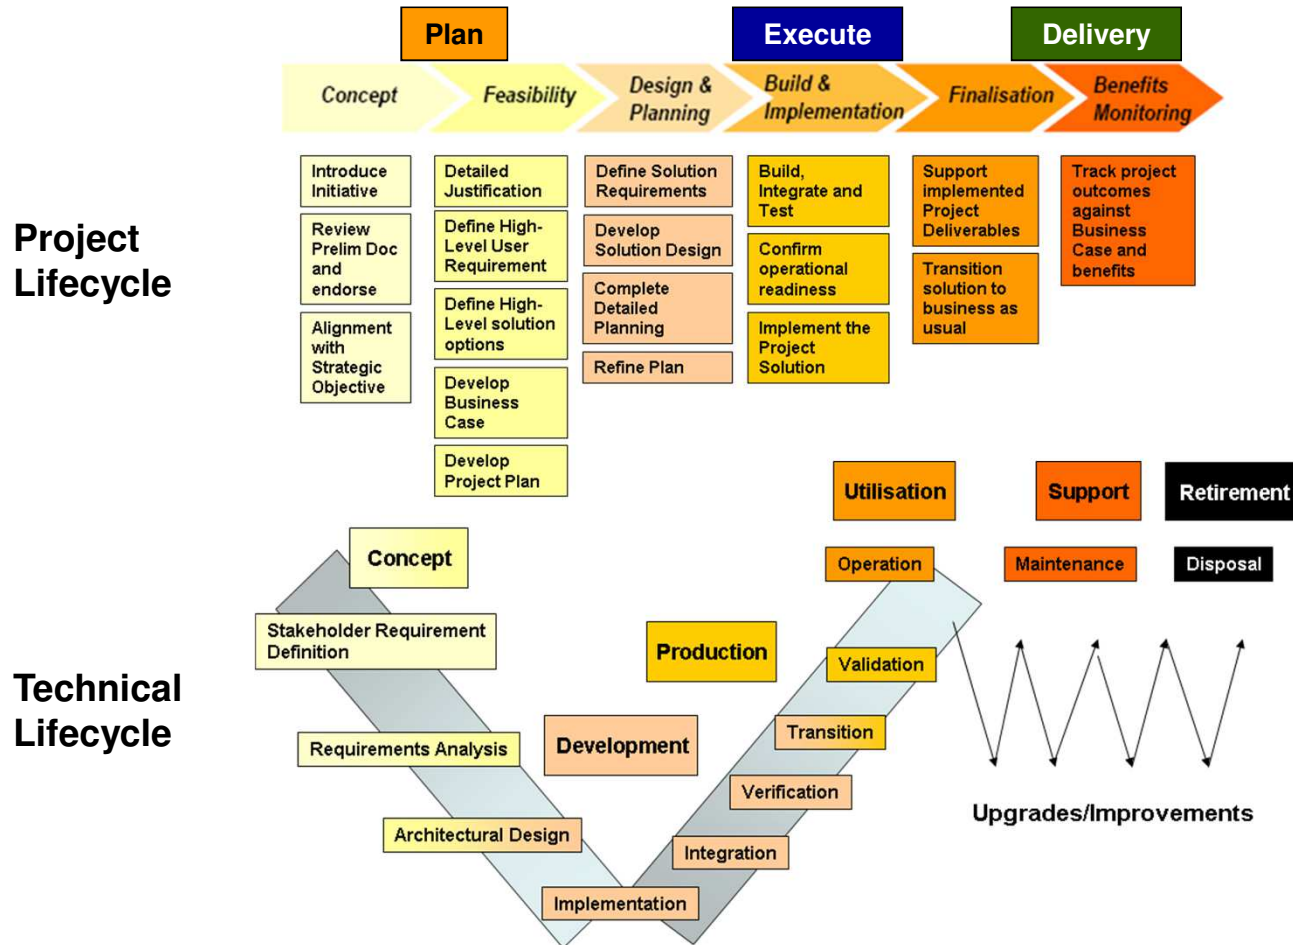 Plan
Execute
Delivery
Concept
Feasibility
Design &
Planning
Build &
Implementation
Finalisation
Benefits
Monitoring
Project
Lifecycle
Introduce
Initiative
Review
Prelim Doc
and
endorse
Alignment
with
Strategic
Objective
Detailed
Justification
Define High-
Level User
Requirement
Define High-
Level solution
options
Develop
Business
Case
Develop
Project Plan
Define Solution
Requirements
Develop
Solution Design
Complete
Detailed
Planning
Refine Plan
Build,
Integrate and
Test
Confirm
operational
readiness
Implement the
Project
Solution
Support
implemented
Project
Deliverables
Transition
solution to
business as
usual
Track project
outcomes
against
Business
Case and
benefits
Technical
Lifecycle
Concept
Stakeholder Requirement
Definition
Requirements Analysis
Architectural Design
Implementation
Development
Integration
Verification
Transition
Production
Validation
Utilisation
Operation
Support
Maintenance
Retirement
Disposal
Upgrades/Improvements